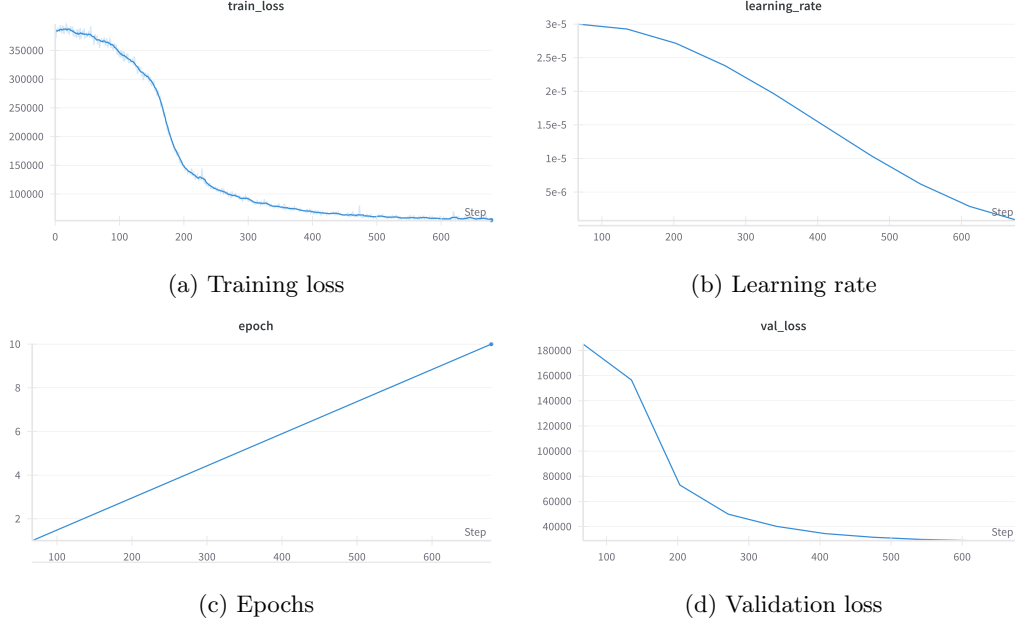 train_loss
350000
300000
250000
200000
150000
100000
Step
0 100 200 300 400 500 600
(a) Training loss
learning_rate
3e-5
2.5e-5
2e-5
1.5e-5
1e-5
5e-6
Step
100 200 300 400 500 600
(b) Learning rate
epoch
10
8
6
4
2
Step
100 200 300 400 500 600
(c) Epochs
val_loss
180000
160000
140000
120000
100000
80000
60000
40000
Step
100 200 300 400 500 600
(d) Validation loss